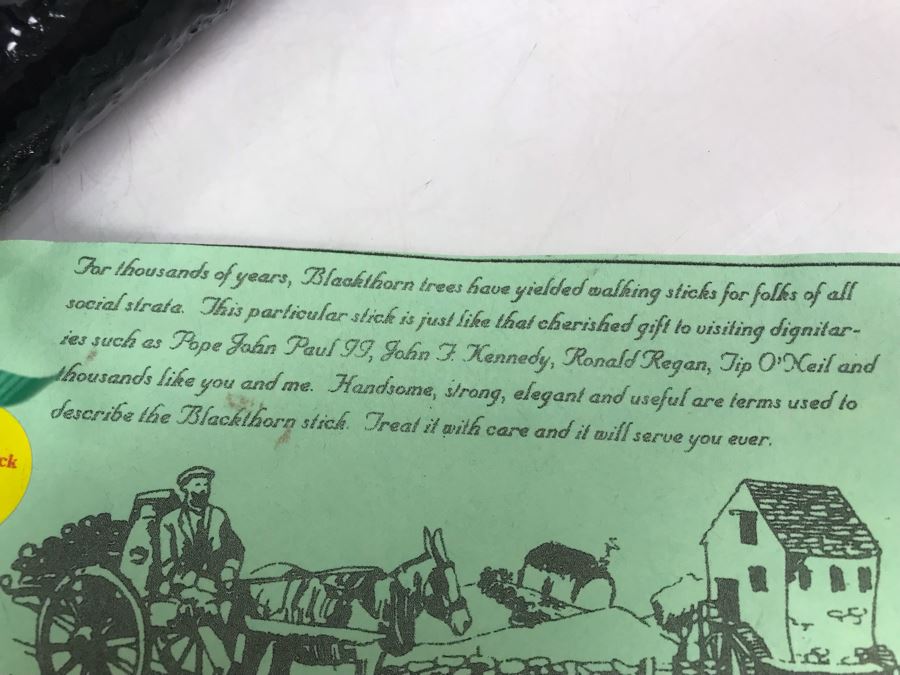 For thousands of years, Blackthorn trees have yielded walking sticks for folks of all
social strata. This particular stick is just like that cherished gift to visiting dignitar-
ies such as Pope John Paul II, John F. Kennedy, Ronald Regan, Tip O'Neil and
thousands like you and me. Handsome, strong, elegant and useful are terms used to
describe the Blackthorn stick. Treat it with care and it will serve you ever.
ck